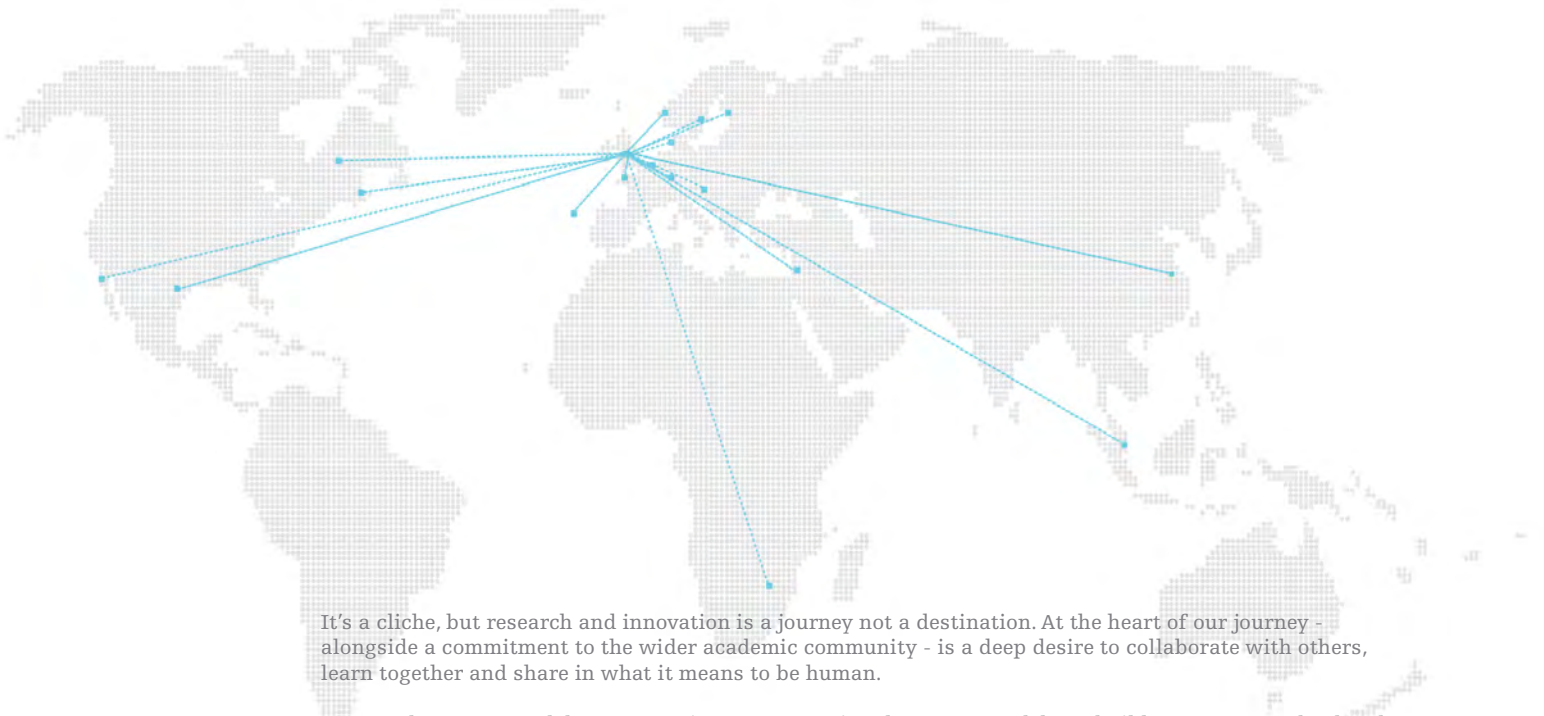 It's a cliche, but research and innovation is a journey not a destination. At the heart of our journey -
alongside a commitment to the wider academic community - is a deep desire to collaborate with others,
learn together and share in what it means to be human.